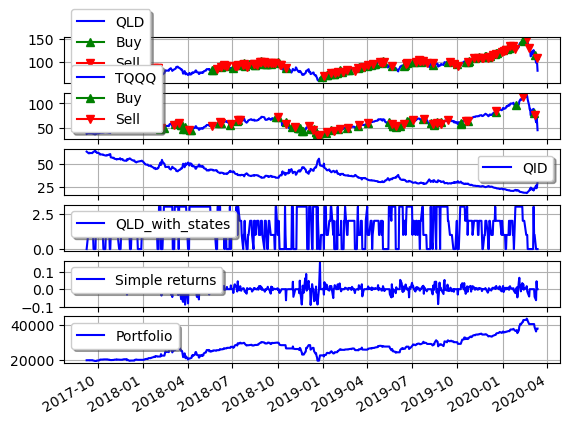 QLD
Buy
Sell
150
100
TQQQ
Buy
Sell
100
50
QID
50
25
QLD_with_states
2.5
0.0
Simple returns
0.1
0.0
−0.1
Portfolio
40000
20000
2017-10
2018-01
2018-04
2018-07
2018-10
2019-01
2019-04
2019-07
2019-10
2020-01
2020-04